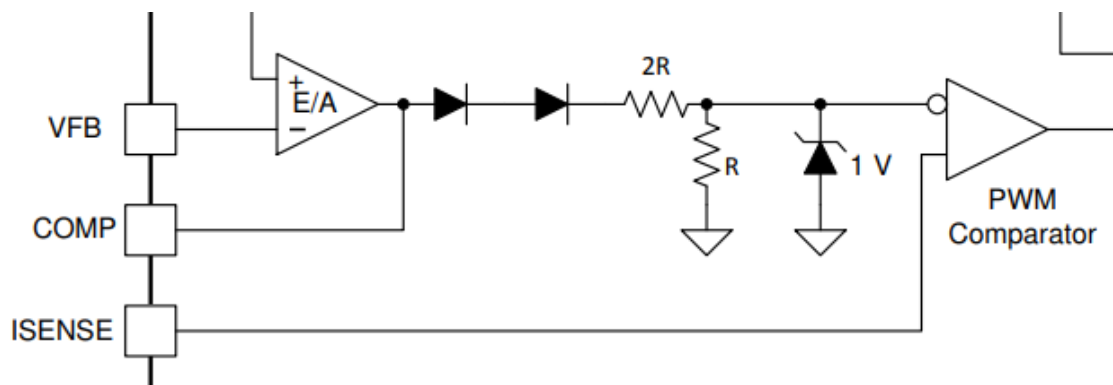 2R
+
E/A
−
VFB
R
1 V
PWM
Comparator
COMP
ISENSE